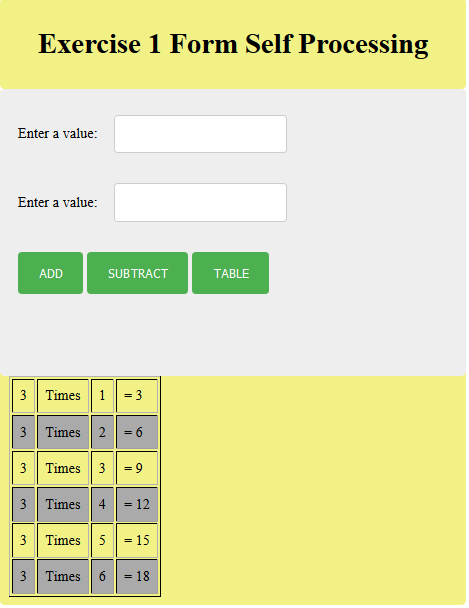 Exercise 1 Form Self Processing
Enter a value:
Enter a value:
ADD SUBTRACT TABLE
3 Times 1 = 3
3 Times 2 = 6
3 Times 3 = 9
3 Times 4 = 12
3 Times 5 = 15
3 Times 6 = 18